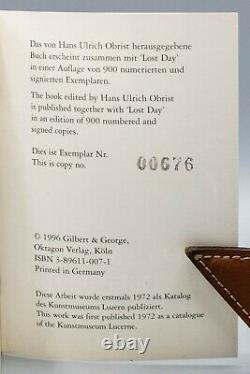 Das von Hans Ulrich Obrist herausgegebene
Buch erscheint zusammen mit 'Lost Day'
in einer Auflage von 900 numerierten und
signierten Exemplaren.
The book edited by Hans Ulrich Obrist
is published together with 'Lost Day'
in an edition of 900 numbered and
signed copies.
Dies ist Exemplar Nr.
This is copy no.
00676
© 1996 Gilbert & George,
Oktagon Verlag, Köln
ISBN 3-89611-007-1
Printed in Germany
Diese Arbeit wurde erstmals 1972 als Katalog
des Kunstmuseums Luzern publiziert.
This work was first published 1972 as a catalogue
of the Kunstmuseum Lucerne.
thumbimg.com